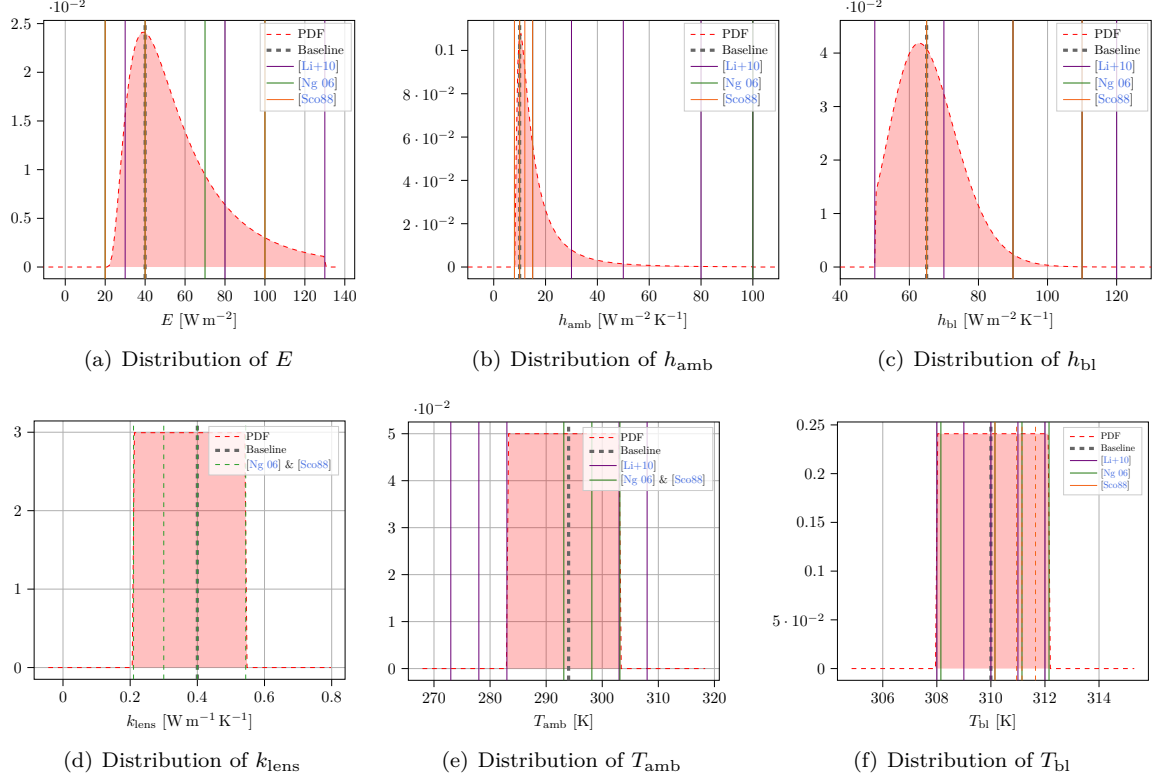 ·10⁻²
2.5
2
1.5
1
0.5
0
0 20 40 60 80 100 120 140
E [W m⁻²]
PDF
Baseline
[Li+10]
[Ng 06]
[Sco88]
(a) Distribution of E
0.1
8 · 10⁻²
6 · 10⁻²
4 · 10⁻²
2 · 10⁻²
0
0 20 40 60 80 100
h_amb [W m⁻² K⁻¹]
PDF
Baseline
[Li+10]
[Ng 06]
[Sco88]
(b) Distribution of h_amb
·10⁻²
4
2
0
40 60 80 100 120
h_bl [W m⁻² K⁻¹]
PDF
Baseline
[Li+10]
[Ng 06]
[Sco88]
(c) Distribution of h_bl
3
2
1
0
0 0.2 0.4 0.6 0.8
k_lens [W m⁻¹ K⁻¹]
PDF
Baseline
[Ng 06] & [Sco88]
(d) Distribution of k_lens
·10⁻²
5
4
3
2
1
0
270 280 290 300 310 320
T_amb [K]
PDF
Baseline
[Li+10]
[Ng 06] & [Sco88]
(e) Distribution of T_amb
0.25
0.2
0.15
0.1
5 · 10⁻²
0
306 308 310 312 314
T_bl [K]
PDF
Baseline
[Li+10]
[Ng 06]
[Sco88]
(f) Distribution of T_bl